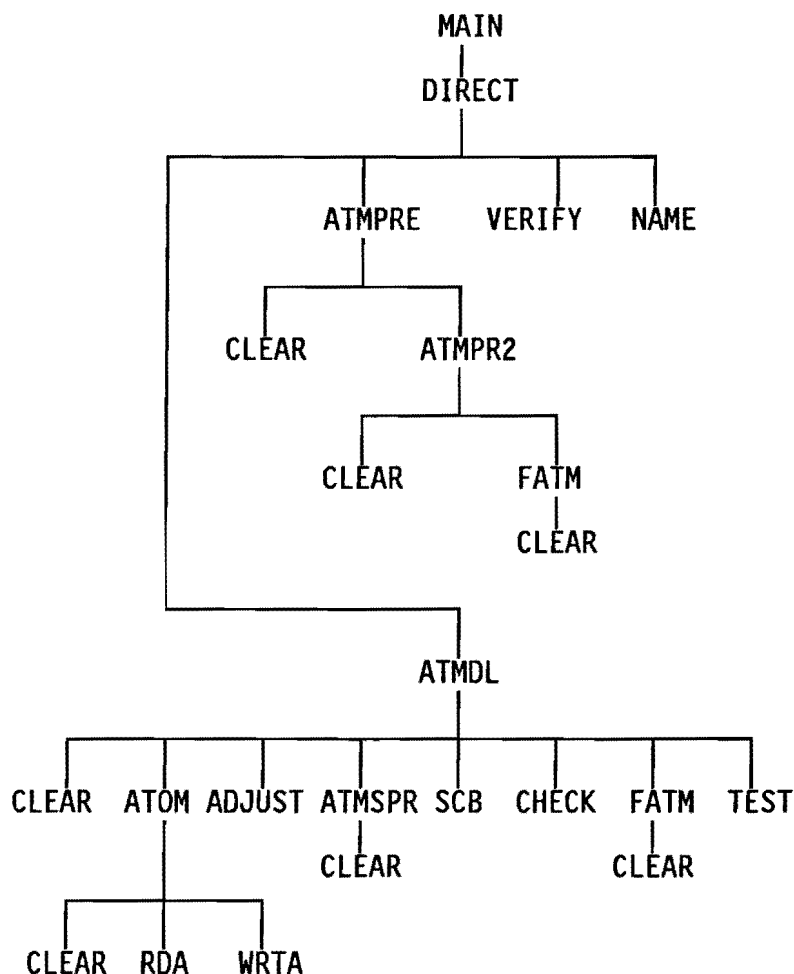 MAIN
DIRECT
ATMPRE VERIFY NAME
CLEAR ATMPR2
CLEAR FATM
CLEAR
ATMDL
CLEAR ATOM ADJUST ATMSPR SCB CHECK FATM TEST
CLEAR CLEAR
CLEAR RDA WRTA